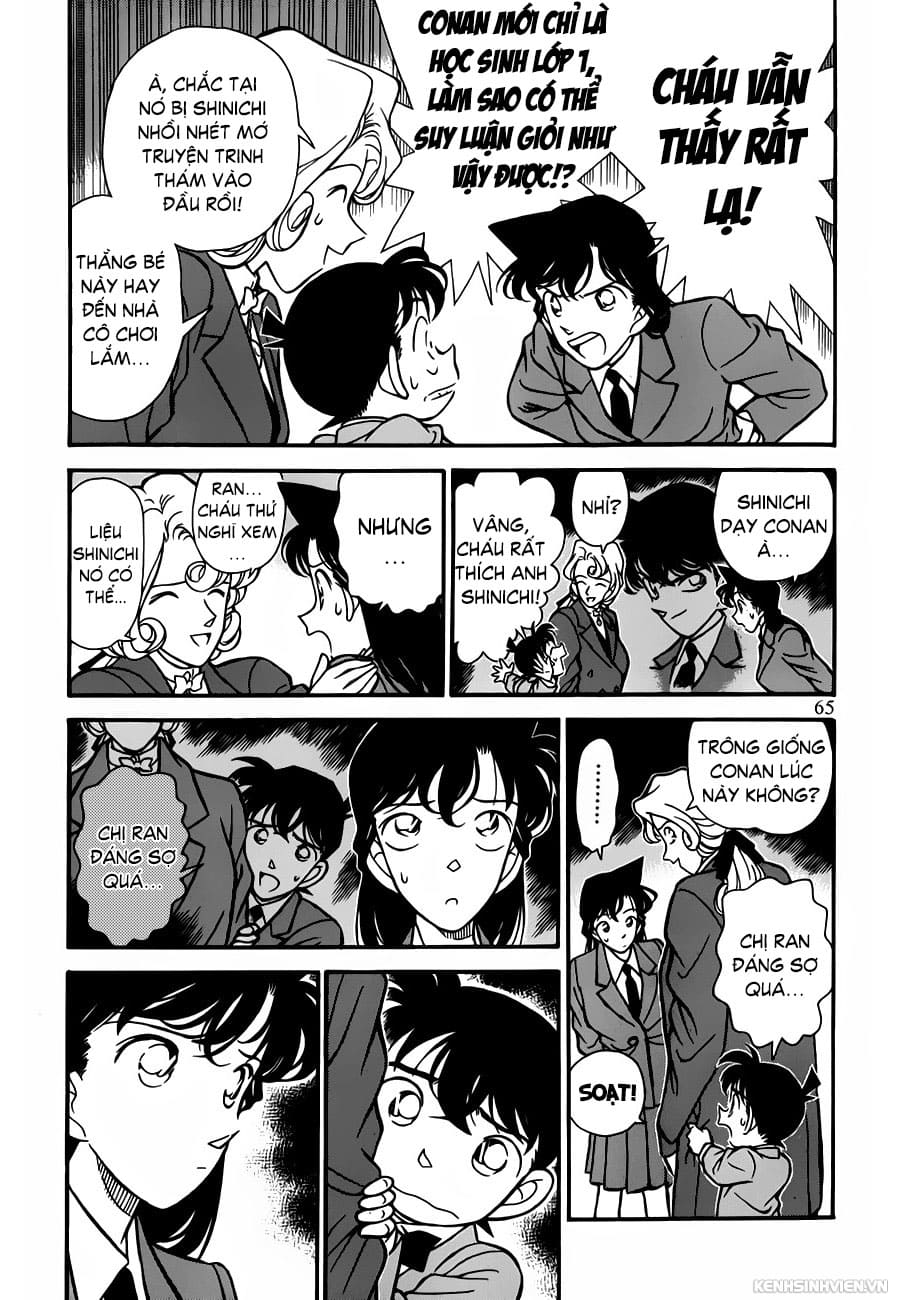 CHÁU VẪN
THẤY RẤT
LẠ!
CONAN MỚI CHỈ LÀ
HỌC SINH LỚP 1,
LÀM SAO CÓ THỂ
SUY LUẬN GIỎI NHƯ
VẬY ĐƯỢC!?
À, CHẮC TẠI
NÓ BỊ SHINICHI
NHỒI NHÉT MỚ
TRUYỆN TRINH
THÁM VÀO
ĐẦU RỒI!
THẰNG BÉ
NÀY HAY
ĐẾN NHÀ
CÔ CHƠI
LẮM...
SHINICHI
DẠY CONAN
À...
NHỈ?
VÂNG,
CHÁU RẤT
THÍCH ANH
SHINICHI!
NHƯNG
...
RAN...
CHÁU THỬ
NGHĨ XEM
...
LIỆU
SHINICHI
NÓ CÓ
THỂ...
65
TRÔNG GIỐNG
CONAN LÚC
NÀY KHÔNG?
........
CHỊ RAN
ĐÁNG SỢ
QUÁ...
SOẠT!
CHỊ RAN
ĐÁNG SỢ
QUÁ...
KENHSINHVIEN.VN